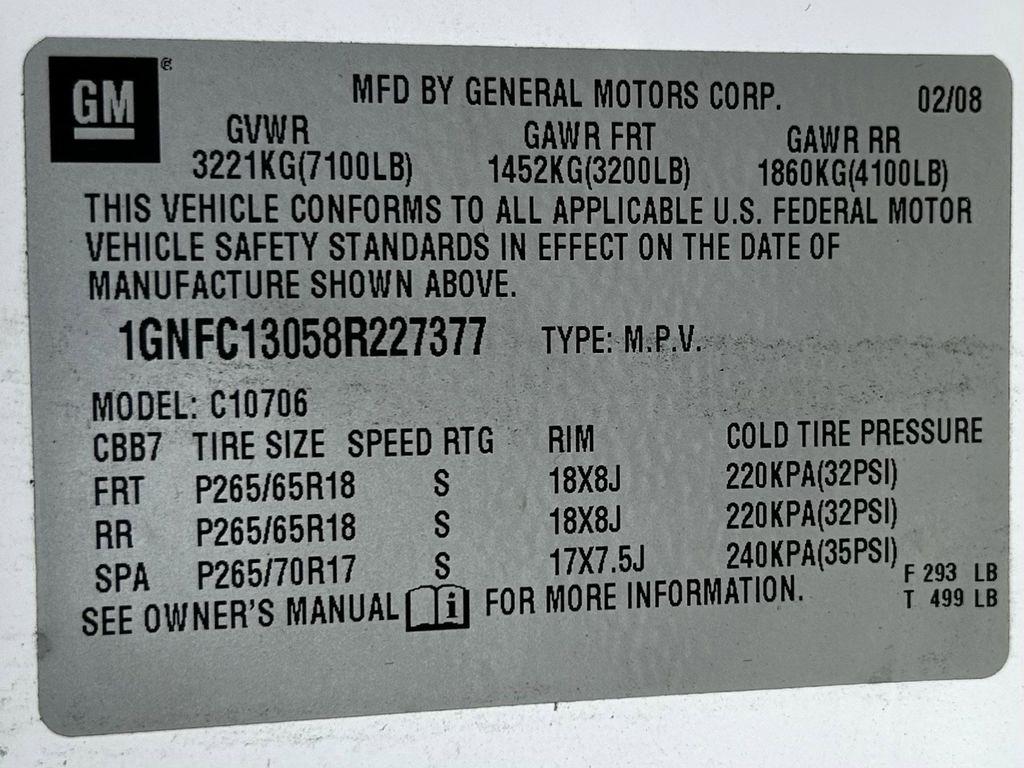 GM ®
MFD BY GENERAL MOTORS CORP. 02/08
GVWR GAWR FRT GAWR RR
3221KG(7100LB) 1452KG(3200LB) 1860KG(4100LB)
THIS VEHICLE CONFORMS TO ALL APPLICABLE U.S. FEDERAL MOTOR
VEHICLE SAFETY STANDARDS IN EFFECT ON THE DATE OF
MANUFACTURE SHOWN ABOVE.
1GNFC13058R227377 TYPE: M.P.V.
MODEL: C10706
CBB7 TIRE SIZE SPEED RTG RIM COLD TIRE PRESSURE
FRT P265/65R18 S 18X8J 220KPA(32PSI)
RR P265/65R18 S 18X8J 220KPA(32PSI)
SPA P265/70R17 S 17X7.5J 240KPA(35PSI)
SEE OWNER'S MANUAL i FOR MORE INFORMATION.
F 293 LB
T 499 LB